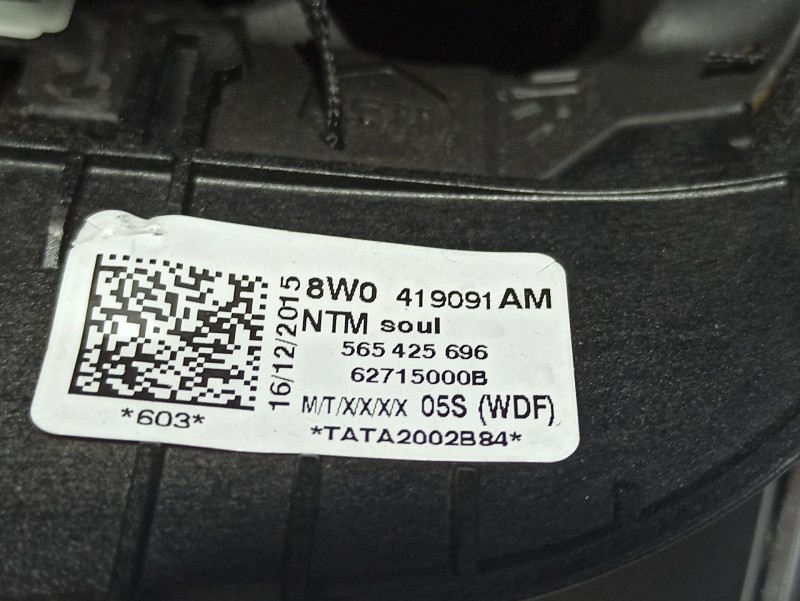 16/12/2015
8W0 419091 AM
NTM soul
565 425 696
62715000B
M/T/X/X/X/X 05S (WDF)
*603*
*TATA2002B84*